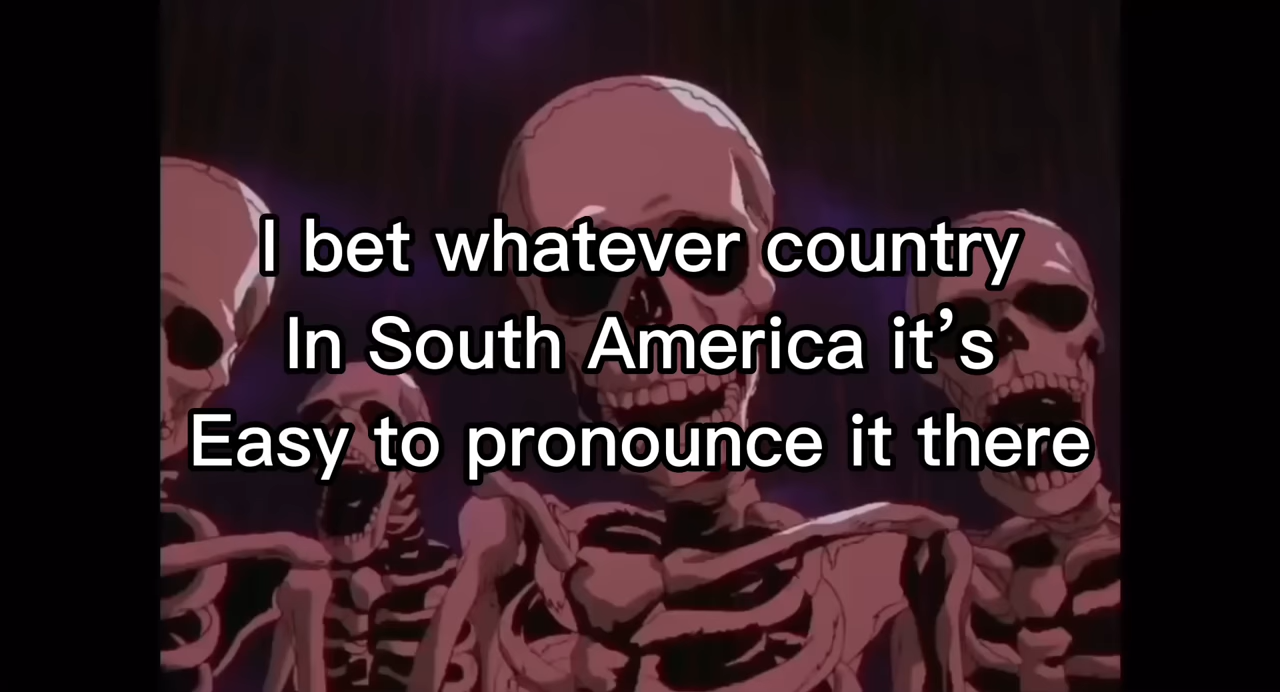 I bet whatever country
In South America it’s
Easy to pronounce it there